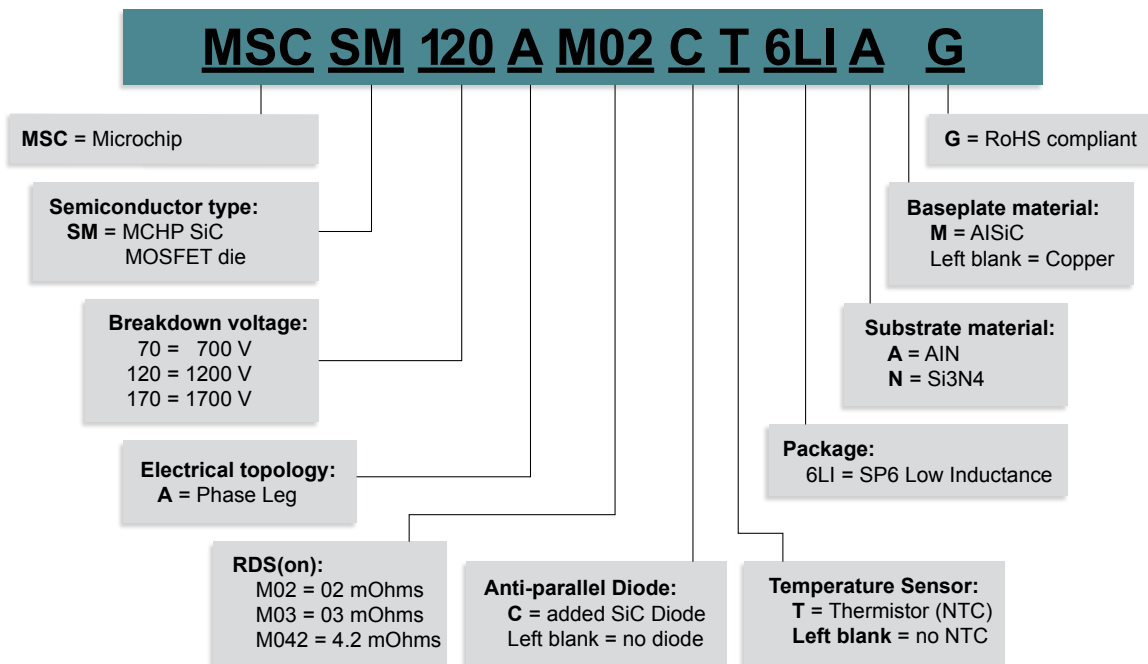 MSC SM 120 A M02 C T 6LI A G
MSC = Microchip
G = RoHS compliant
Semiconductor type:
SM = MCHP SiC
MOSFET die
Baseplate material:
M = AlSiC
Left blank = Copper
Breakdown voltage:
70 = 700 V
120 = 1200 V
170 = 1700 V
Substrate material:
A = AlN
N = Si3N4
Electrical topology:
A = Phase Leg
Package:
6LI = SP6 Low Inductance
RDS(on):
M02 = 02 mOhms
M03 = 03 mOhms
M042 = 4.2 mOhms
Anti-parallel Diode:
C = added SiC Diode
Left blank = no diode
Temperature Sensor:
T = Thermistor (NTC)
Left blank = no NTC